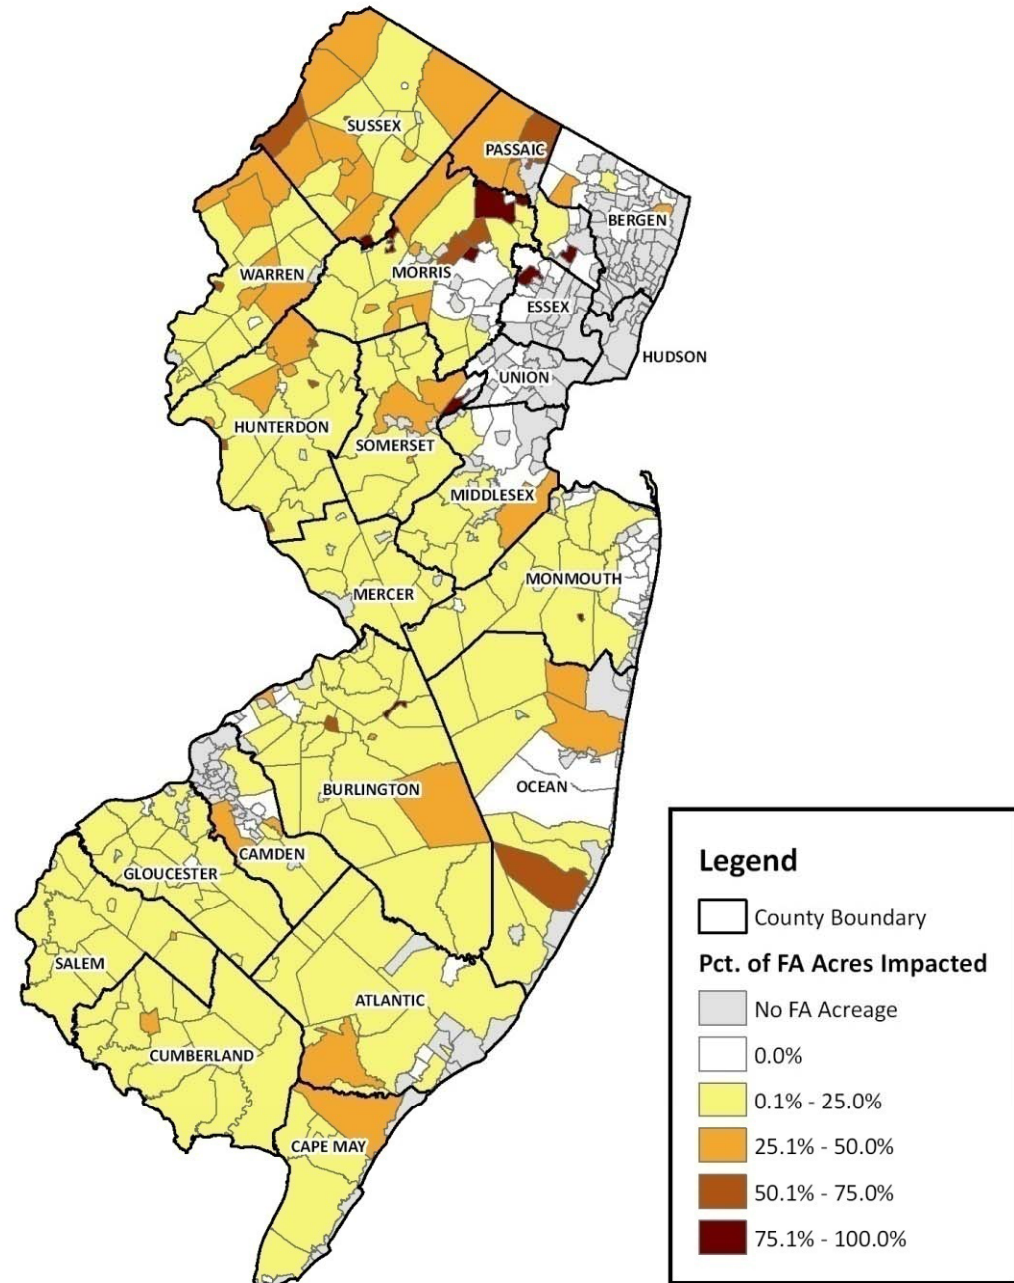 SUSSEX
PASSAIC
BERGEN
WARREN
MORRIS
ESSEX
HUDSON
UNION
HUNTERDON
SOMERSET
MIDDLESEX
MONMOUTH
MERCER
OCEAN
BURLINGTON
CAMDEN
GLOUCESTER
SALEM
ATLANTIC
CUMBERLAND
CAPE MAY
Legend
County Boundary
Pct. of FA Acres Impacted
No FA Acreage
0.0%
0.1% - 25.0%
25.1% - 50.0%
50.1% - 75.0%
75.1% - 100.0%